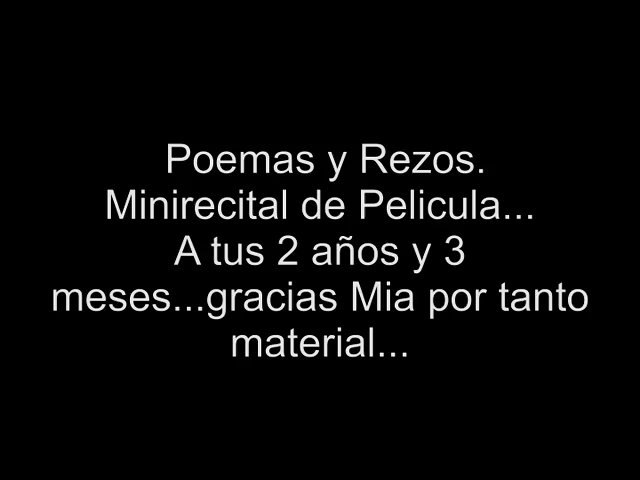 Poemas y Rezos.
Minirecital de Pelicula...
A tus 2 años y 3
meses...gracias Mia por tanto
material...